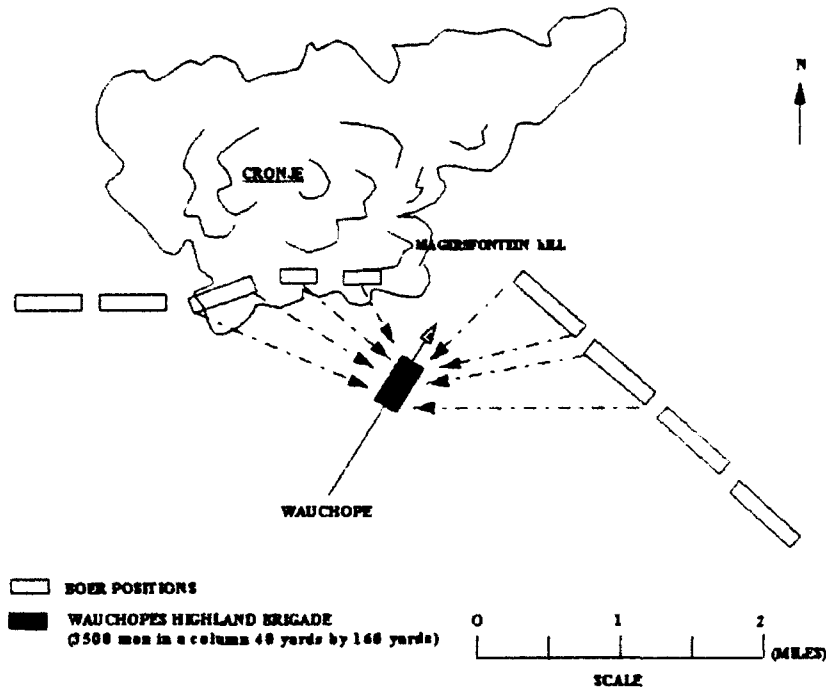 N
CRONJE
MAGERSFONTEIN HILL
WAUCHOPE
BOER POSITIONS
WAUCHOPES HIGHLAND BRIGADE
(3500 men in a column 40 yards by 160 yards)
0 1 2
(MILES)
SCALE